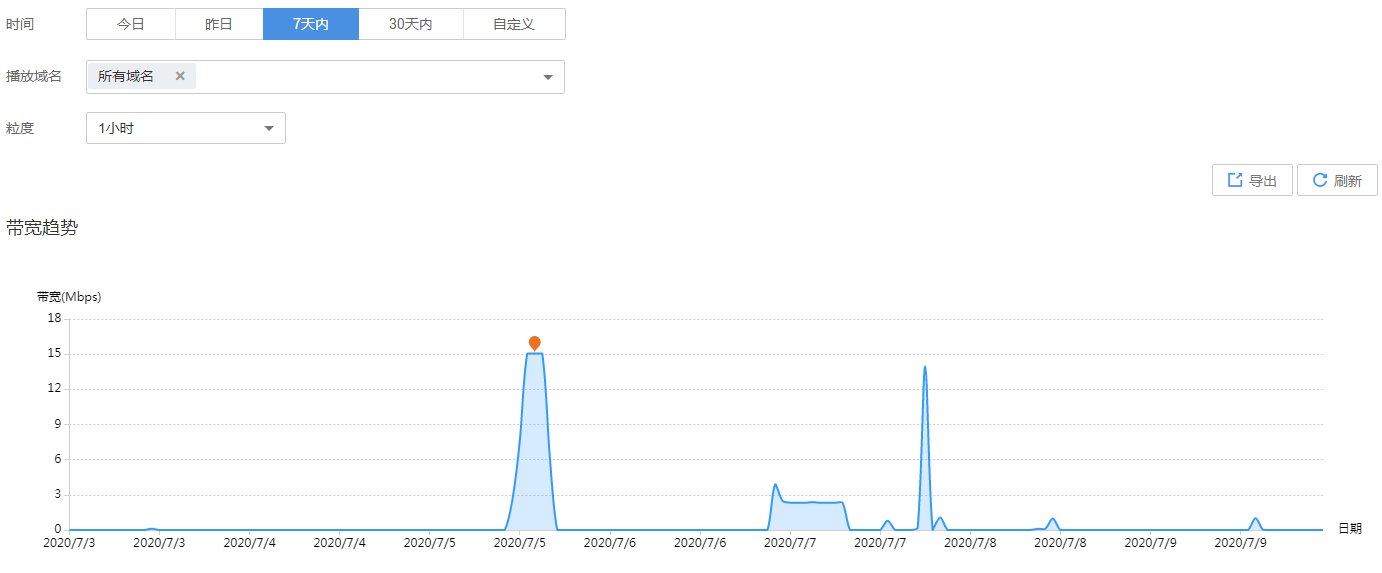 时间 今日 昨日 7天内 30天内 自定义
播放域名 所有域名 ×
粒度 1小时
导出 刷新
带宽趋势
带宽(Mbps)
18
15
12
9
6
3
0
日期
2020/7/3 2020/7/3 2020/7/4 2020/7/4 2020/7/5 2020/7/5 2020/7/6 2020/7/6 2020/7/7 2020/7/7 2020/7/8 2020/7/8 2020/7/9 2020/7/9